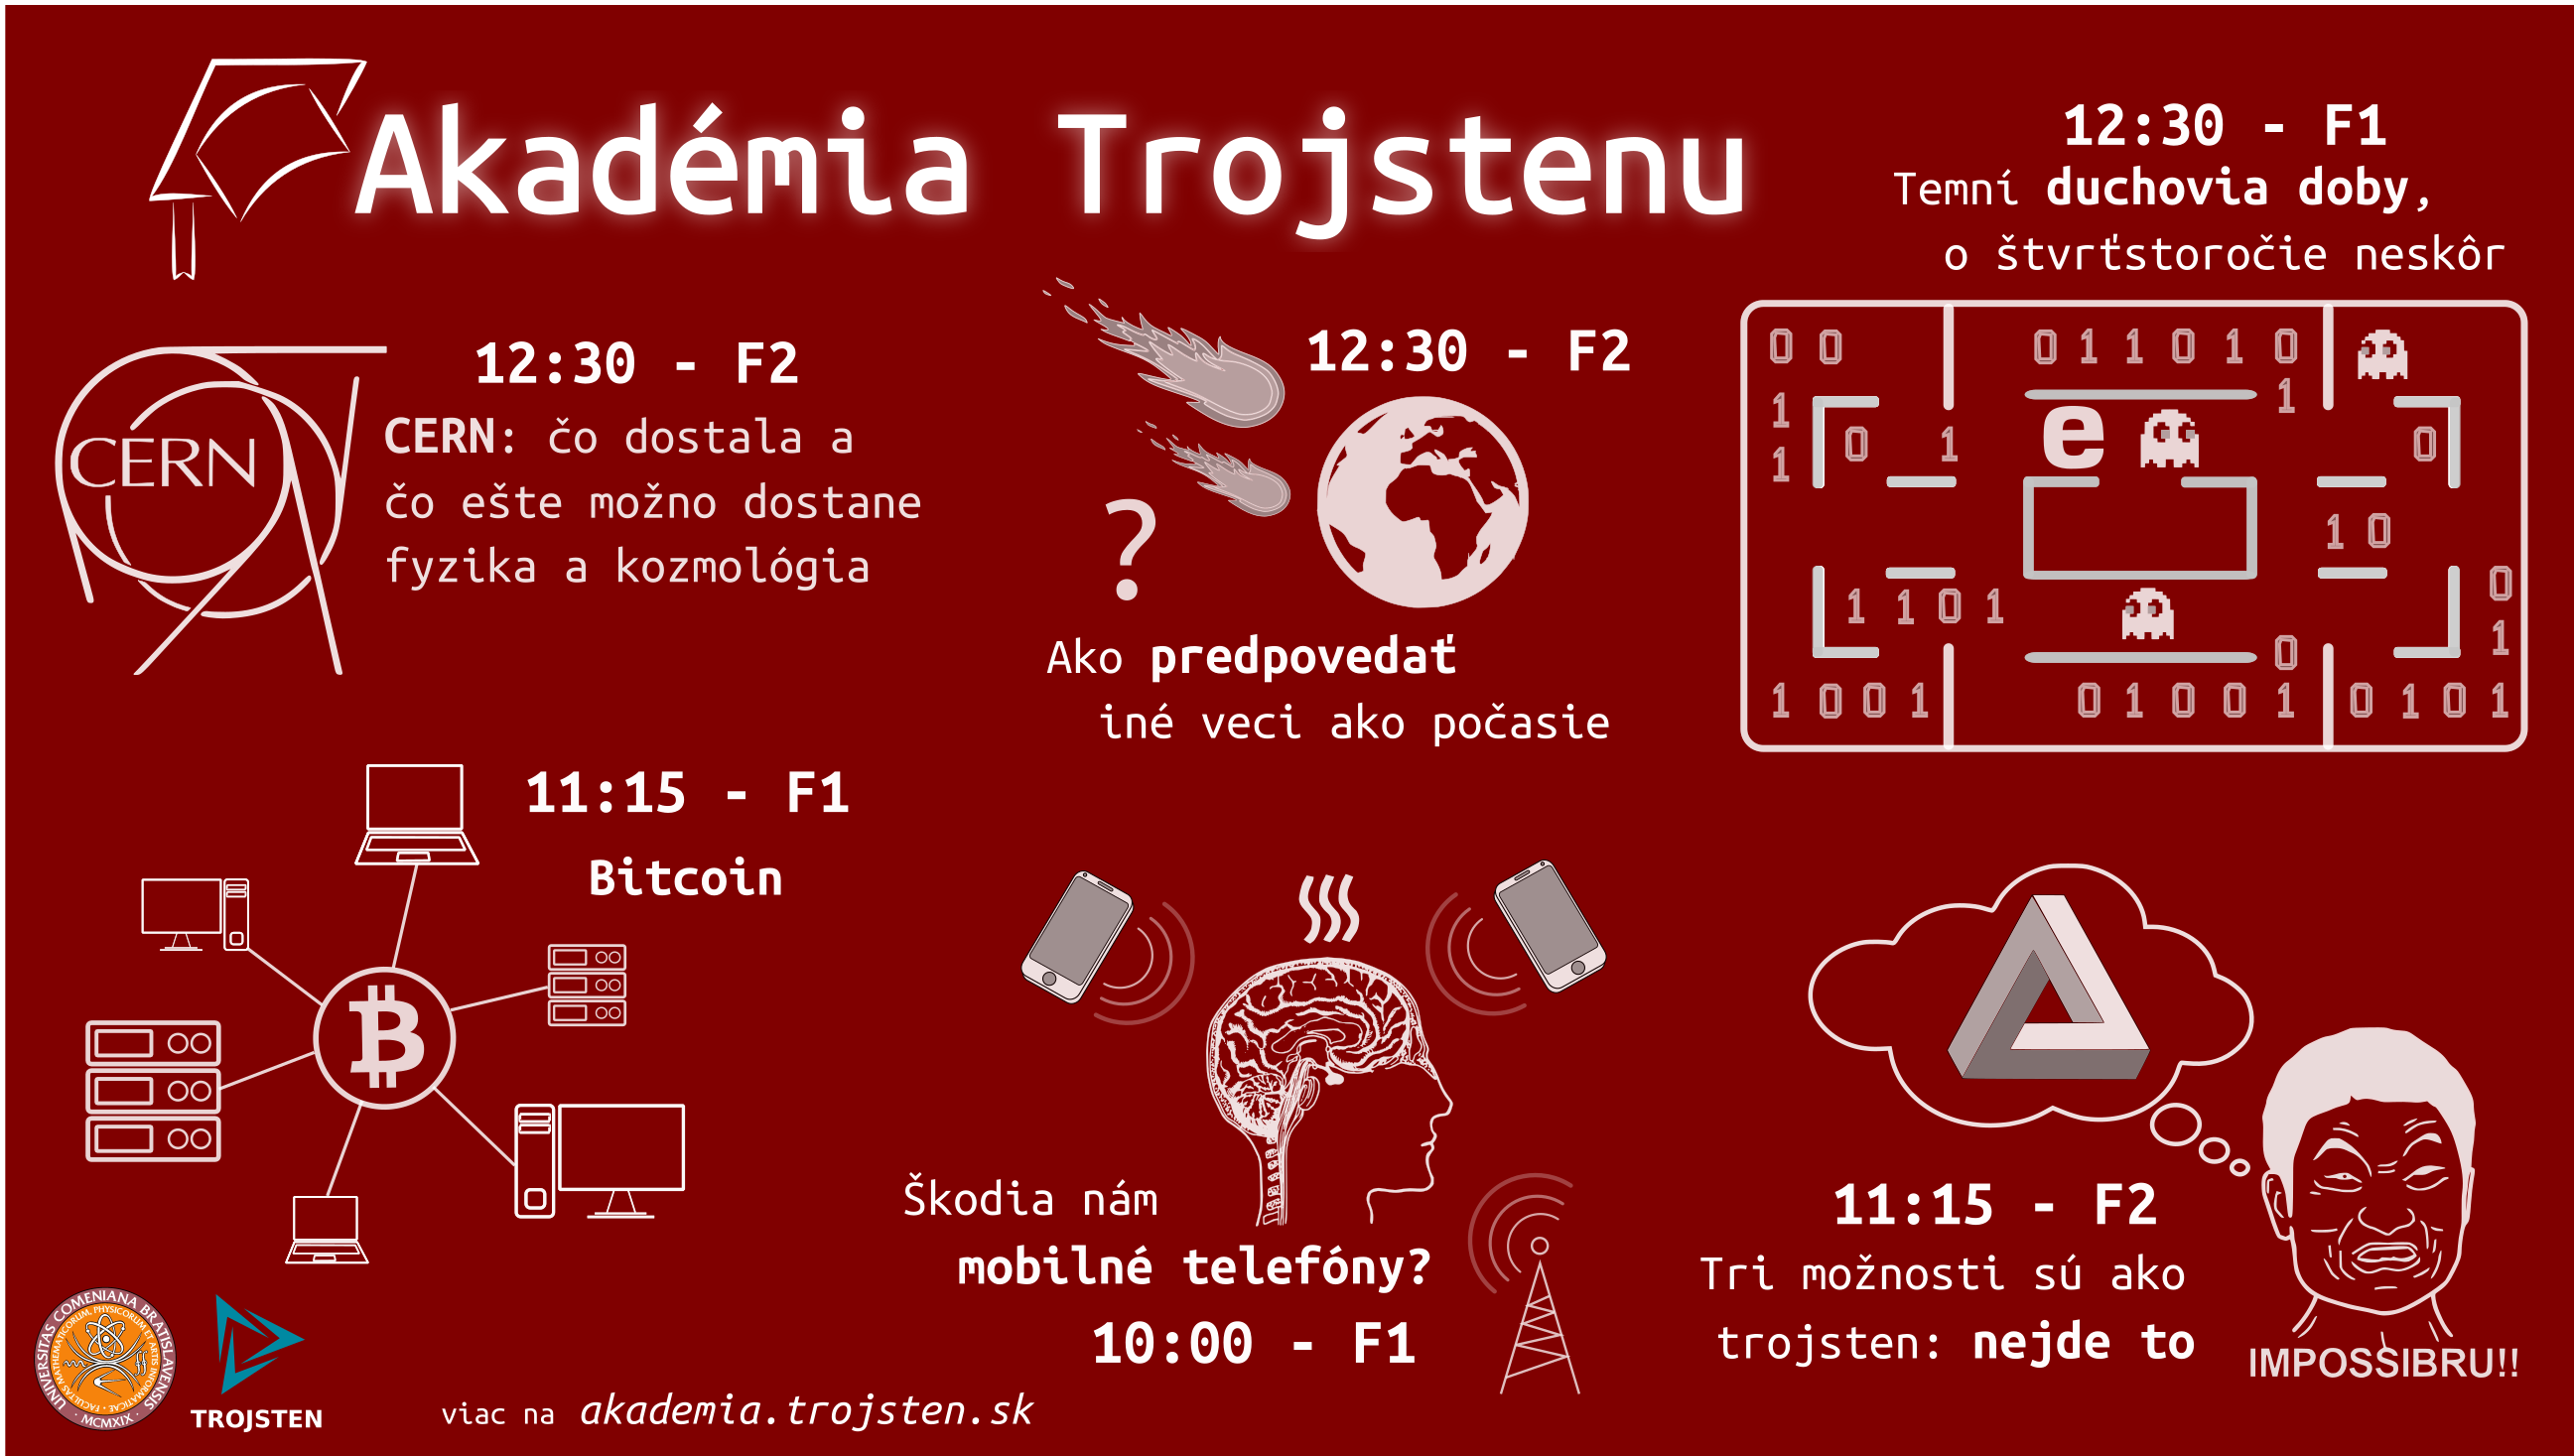 Akadémia Trojstenu
12:30 - F1
Temní duchovia doby,
o štvrťstoročie neskôr
CERN
12:30 - F2
CERN: čo dostala a
čo ešte možno dostane
fyzika a kozmológia
12:30 - F2
?
Ako predpovedať
iné veci ako počasie
0 0 0 1 1 0 1 0
1 1
1 0 1 e 0
1 0
1 1 0 1 0
0 1
1 0 0 1 0 1 0 0 1 0 1 0 1
11:15 - F1
Bitcoin
Škodia nám
mobilné telefóny?
10:00 - F1
11:15 - F2
Tri možnosti sú ako
trojsten: nejde to
IMPOSSIBRU!!
UNIVERSITAS COMENIANA BRATISLAVENSIS
MCMXIX
FACULTAS MATHEMATICORUM, PHYSICORUM ET ARTIS INFORMATICAE
TROJSTEN
viac na akademia.trojsten.sk